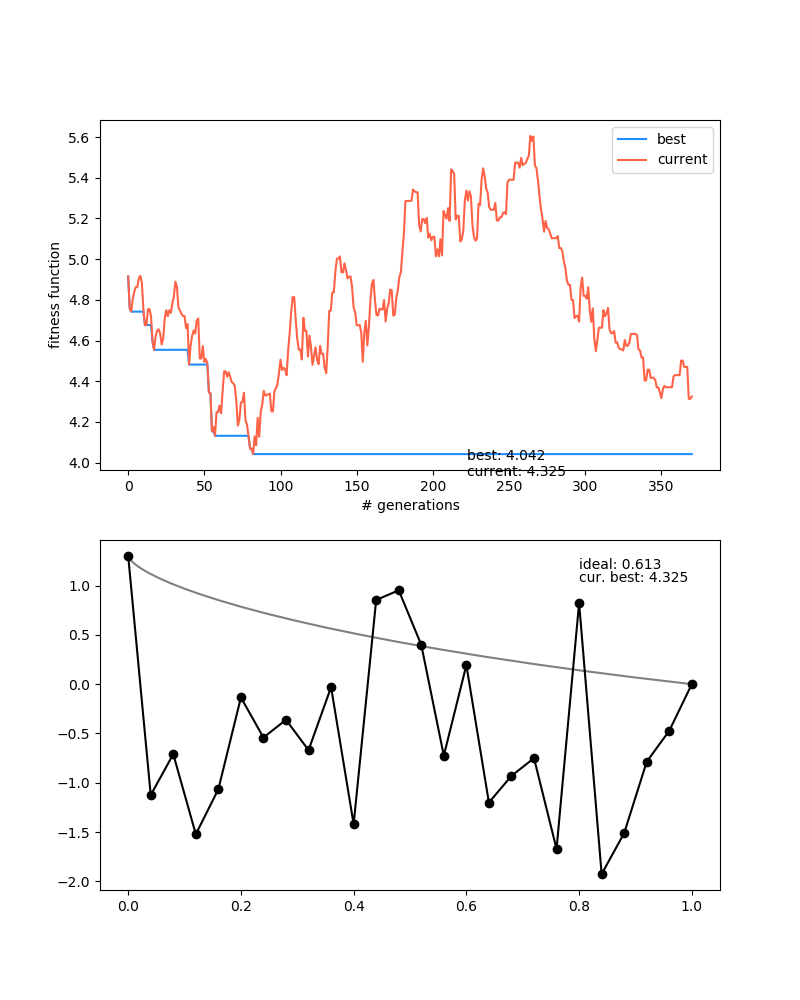 5.6
5.4
5.2
5.0
4.8
4.6
4.4
4.2
4.0
fitness function
best
current
best: 4.042
current: 4.325
0 50 100 150 200 250 300 350
# generations
ideal: 0.613
cur. best: 4.325
1.0
0.5
0.0
−0.5
−1.0
−1.5
−2.0
0.0 0.2 0.4 0.6 0.8 1.0